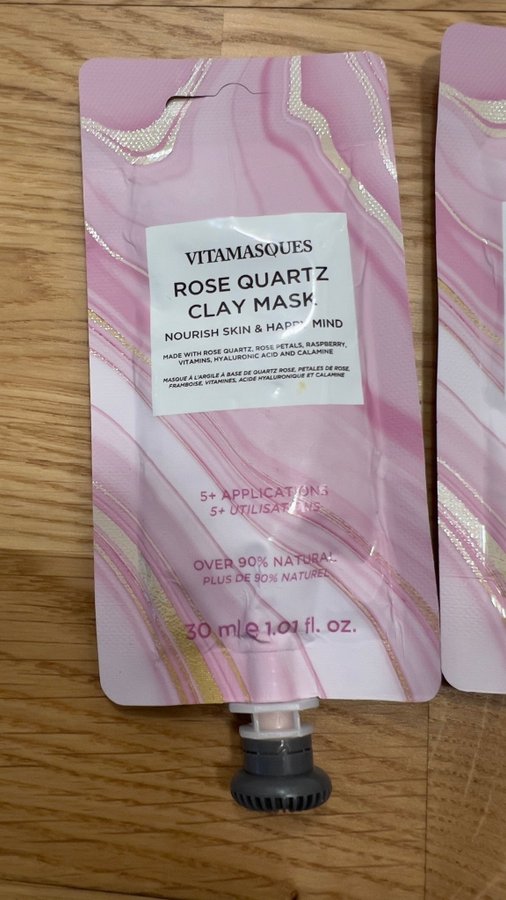 VITAMASQUES
ROSE QUARTZ
CLAY MASK
NOURISH SKIN & HAPPY MIND
MADE WITH ROSE QUARTZ, ROSE PETALS, RASPBERRY,
VITAMINS, HYALURONIC ACID AND CALAMINE
MASQUE À L'ARGILE À BASE DE QUARTZ ROSE, PETALES DE ROSE,
FRAMBOISE, VITAMINES, ACIDE HYALURONIQUE ET CALAMINE
5+ APPLICATIONS
5+ UTILISATIONS
OVER 90% NATURAL
PLUS DE 90% NATUREL
30 ml e 1.01 fl. oz.